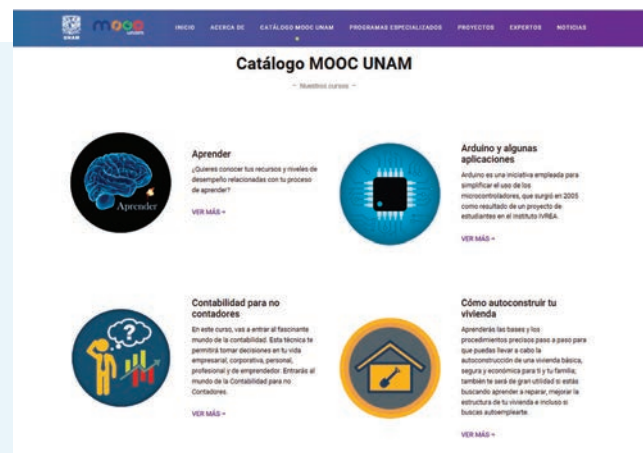 UNAM
mooc
INICIO ACERCA DE CATÁLOGO MOOC UNAM PROGRAMAS ESPECIALIZADOS PROYECTOS EXPERTOS NOTICIAS
Catálogo MOOC UNAM
~ Nuestros cursos ~
Aprender
Aprender
¿Quieres conocer tus recursos y niveles de
desempeño relacionadas con tu proceso
de aprender?
VER MÁS
Arduino y algunas
aplicaciones
Arduino es una iniciativa empleada para
simplificar el uso de los
microcontroladores, que surgió en 2005
como resultado de un proyecto de
estudiantes en el instituto IVREA.
VER MÁS
?
Contabilidad para no
contadores
En este curso, vas a entrar al fascinante
mundo de la contabilidad. Esta técnica te
permitirá tomar decisiones en tu vida
empresarial, corporativa, personal,
profesional y de emprendedor. Entrarás al
mundo de la Contabilidad para no
Contadores.
VER MÁS
Cómo autoconstruir tu
vivienda
Aprenderás las bases y los
procedimientos precisos paso a paso para
que puedas llevar a cabo la
autoconstrucción de una vivienda básica,
segura y económica para ti y tu familia;
también te será de gran utilidad si estás
buscando aprender a reparar, mejorar la
estructura de tu vivienda e incluso si
buscas autoemplearte.
VER MÁS